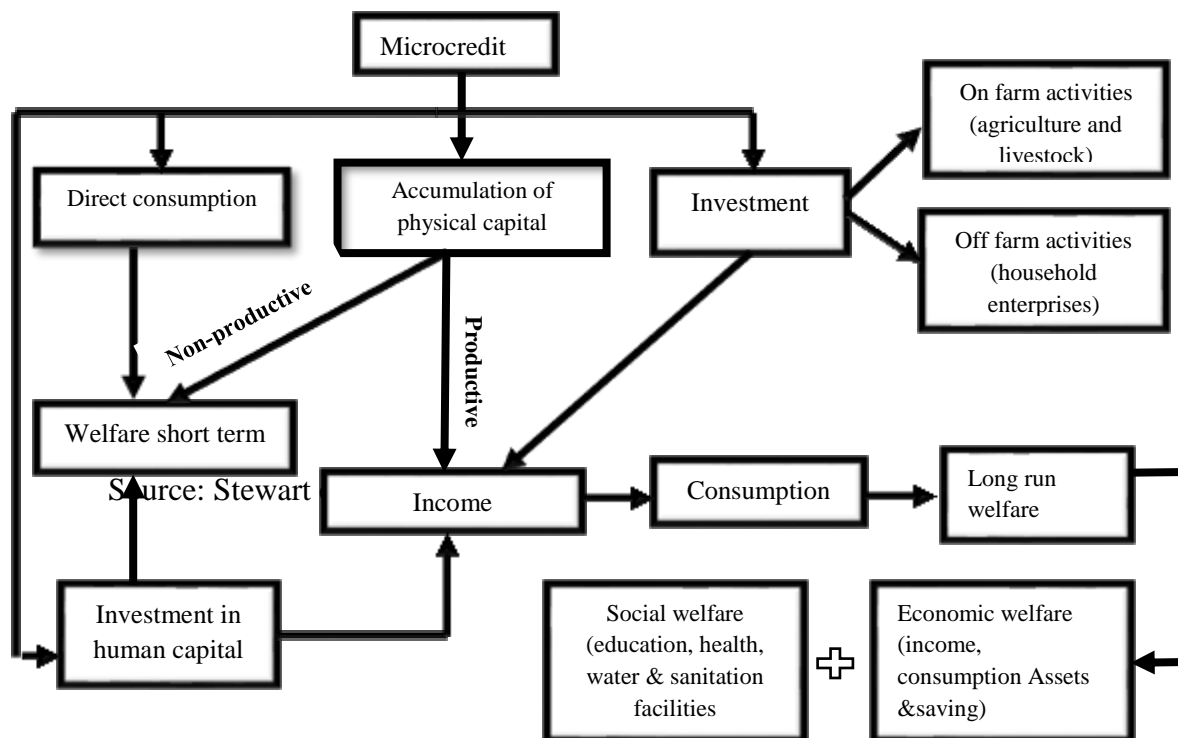 Microcredit
On farm activities
(agriculture and
livestock)
Direct consumption
Accumulation of
physical capital
Investment
Off farm activities
(household
enterprises)
Non-productive
Productive
Welfare short term
Source: Stewart
Income
Consumption
Long run
welfare
Investment in
human capital
Social welfare
(education, health,
water & sanitation
facilities
Economic welfare
(income,
consumption Assets
&saving)